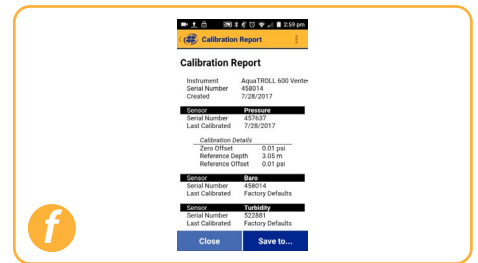 2:59 pm
Calibration Report
Calibration Report
Instrument AquaTROLL 600 Vente
Serial Number 458014
Created 7/28/2017
Sensor Pressure
Serial Number 457637
Last Calibrated 7/28/2017
Calibration Details
Zero Offset 0.01 psi
Reference Depth 3.05 m
Reference Offset 0.01 psi
Sensor Baro
Serial Number 458014
Last Calibrated Factory Defaults
Sensor Turbidity
Serial Number 522881
Last Calibrated Factory Defaults
Close Save to...
f